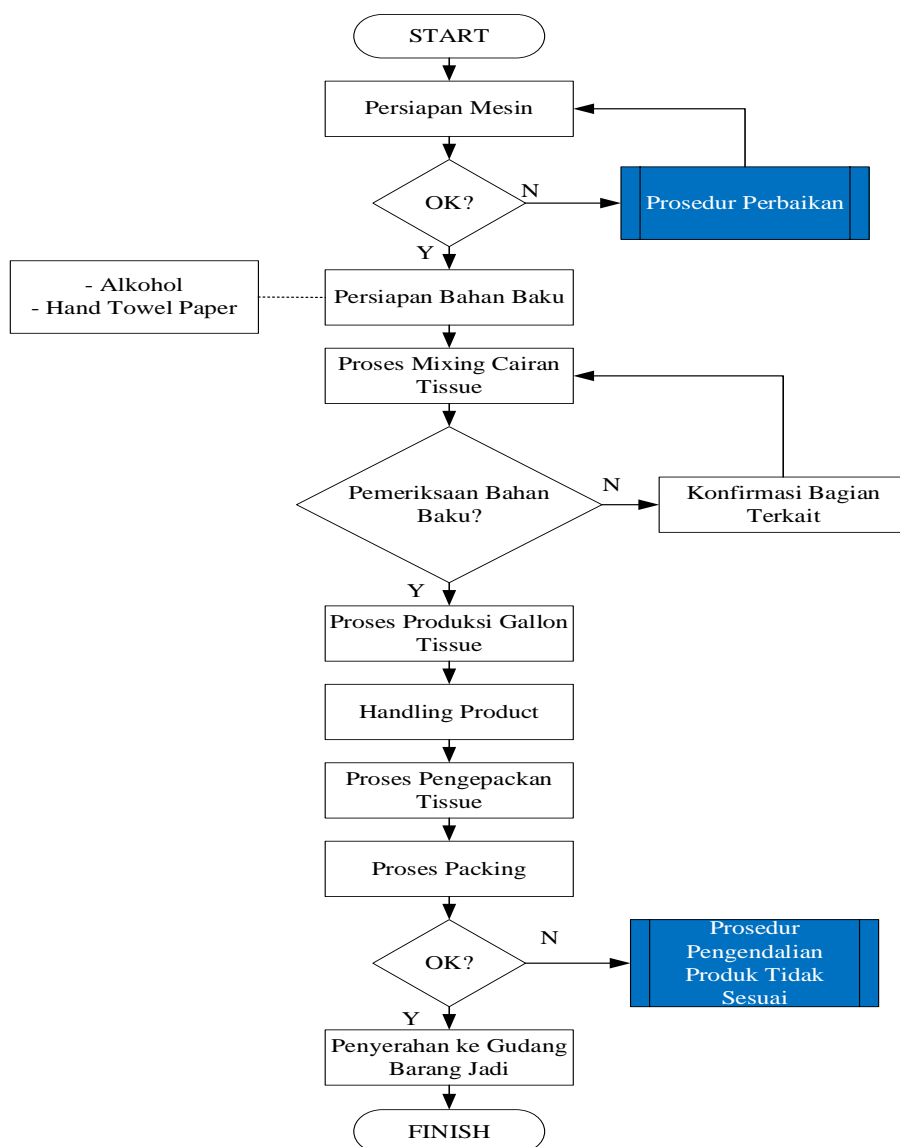 START
Persiapan Mesin
OK?
N
Prosedur Perbaikan
Y
- Alkohol
- Hand Towel Paper
Persiapan Bahan Baku
Proses Mixing Cairan
Tissue
Pemeriksaan Bahan
Baku?
N
Konfirmasi Bagian
Terkait
Y
Proses Produksi Gallon
Tissue
Handling Product
Proses Pengepackan
Tissue
Proses Packing
OK?
N
Prosedur
Pengendalian
Produk Tidak
Sesuai
Y
Penyerahan ke Gudang
Barang Jadi
FINISH